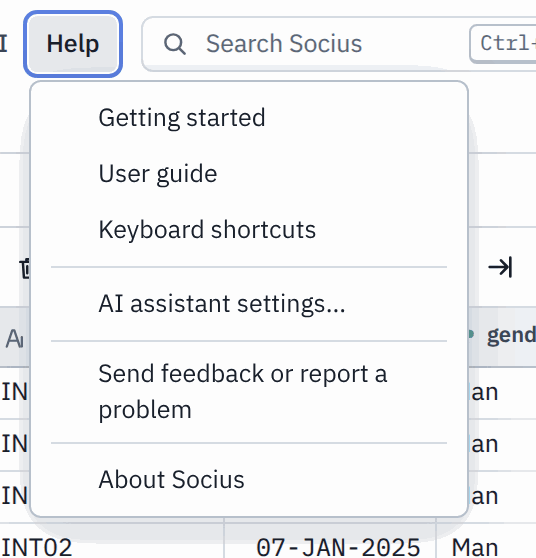 I Help Search Socius Ctrl+
Getting started
User guide
Keyboard shortcuts
AI assistant settings...
gend
Send feedback or report a
problem
IN an
IN an
About Socius
IN an
INT02 07-JAN-2025 Man